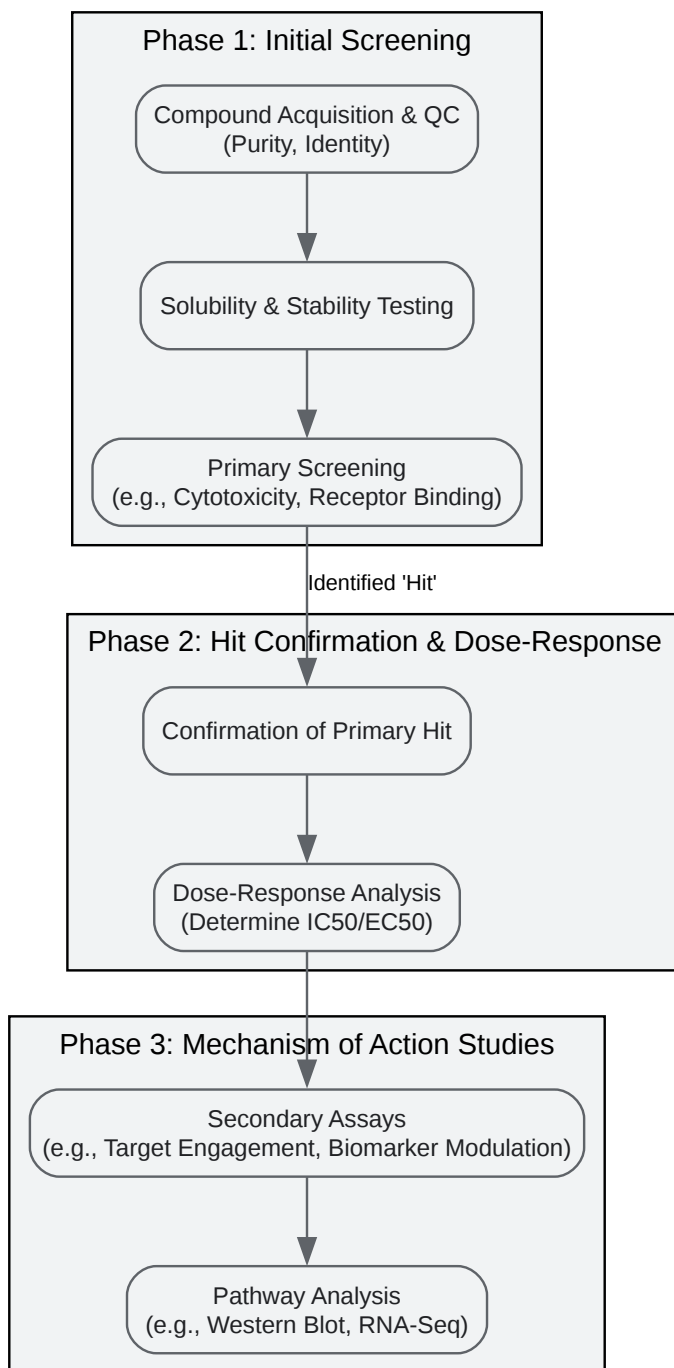 Phase 1: Initial Screening
Compound Acquisition & QC
(Purity, Identity)
Solubility & Stability Testing
Primary Screening
(e.g., Cytotoxicity, Receptor Binding)
Identified 'Hit'
Phase 2: Hit Confirmation & Dose-Response
Confirmation of Primary Hit
Dose-Response Analysis
(Determine IC50/EC50)
Phase 3: Mechanism of Action Studies
Secondary Assays
(e.g., Target Engagement, Biomarker Modulation)
Pathway Analysis
(e.g., Western Blot, RNA-Seq)